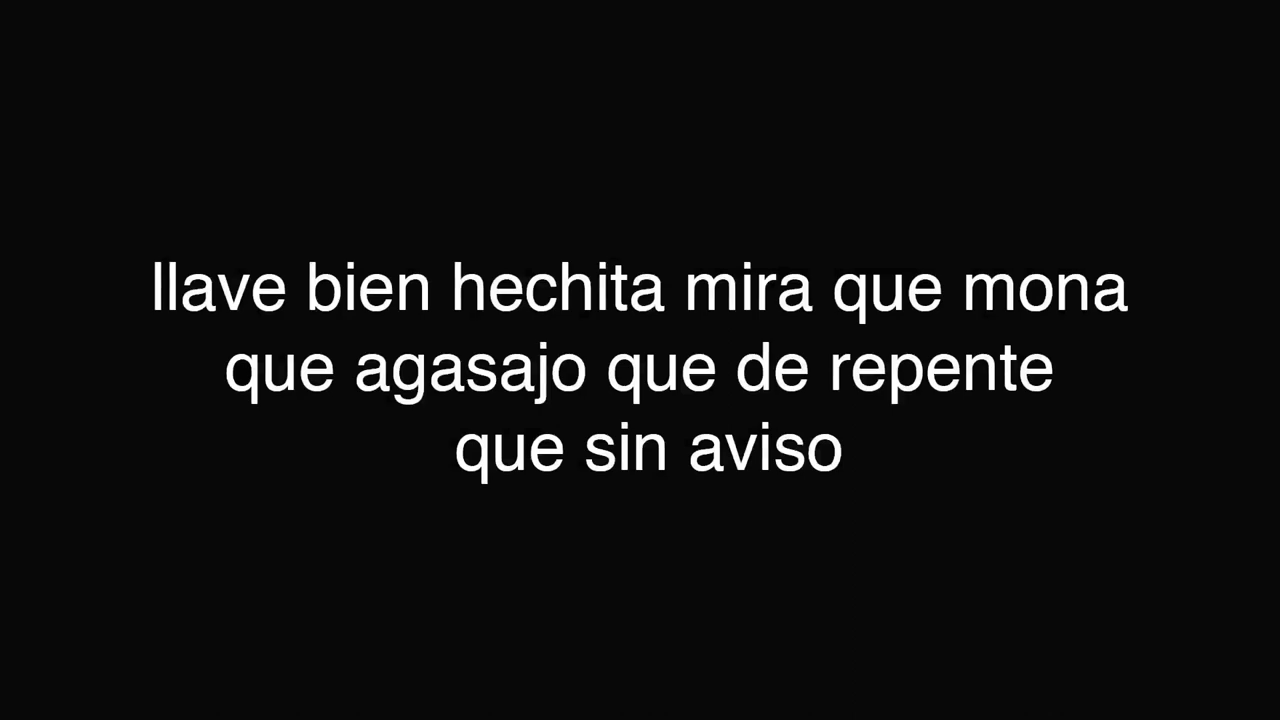 llave bien hechita mira que mona
que agasajo que de repente
que sin aviso